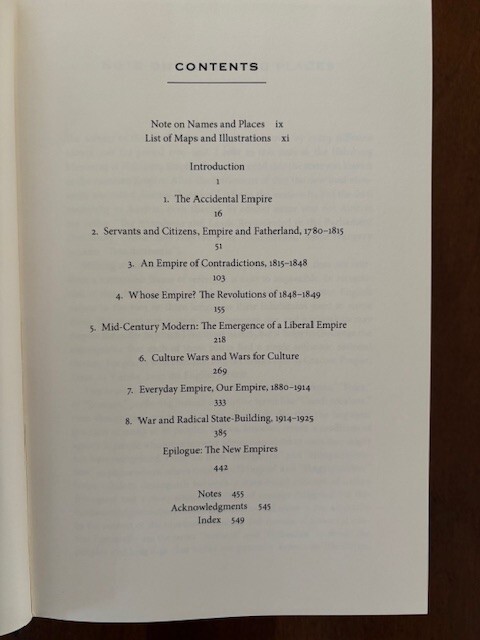 CONTENTS
Note on Names and Places ix
List of Maps and Illustrations xi
Introduction
1
1. The Accidental Empire
16
2. Servants and Citizens, Empire and Fatherland, 1780–1815
51
3. An Empire of Contradictions, 1815–1848
103
4. Whose Empire? The Revolutions of 1848–1849
155
5. Mid-Century Modern: The Emergence of a Liberal Empire
218
6. Culture Wars and Wars for Culture
269
7. Everyday Empire, Our Empire, 1880–1914
333
8. War and Radical State-Building, 1914–1925
385
Epilogue: The New Empires
442
Notes 455
Acknowledgments 545
Index 549